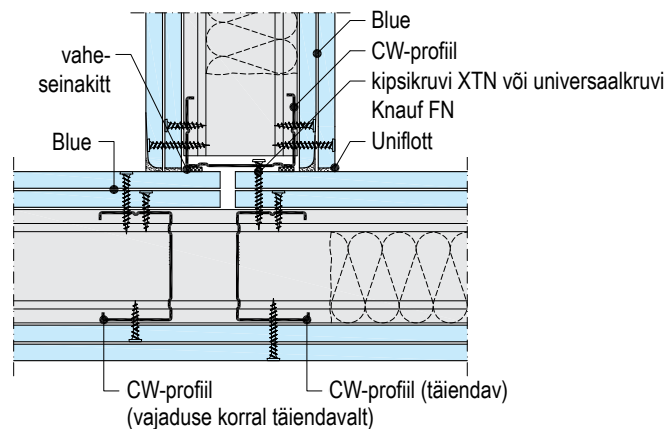 vahe-
seinakitt
Blue
Blue
CW-profiil
kipsikruvi XTN või universaalkruvi
Knauf FN
Uniflott
CW-profiil
(vajaduse korral täiendavalt)
CW-profiil (täiendav)